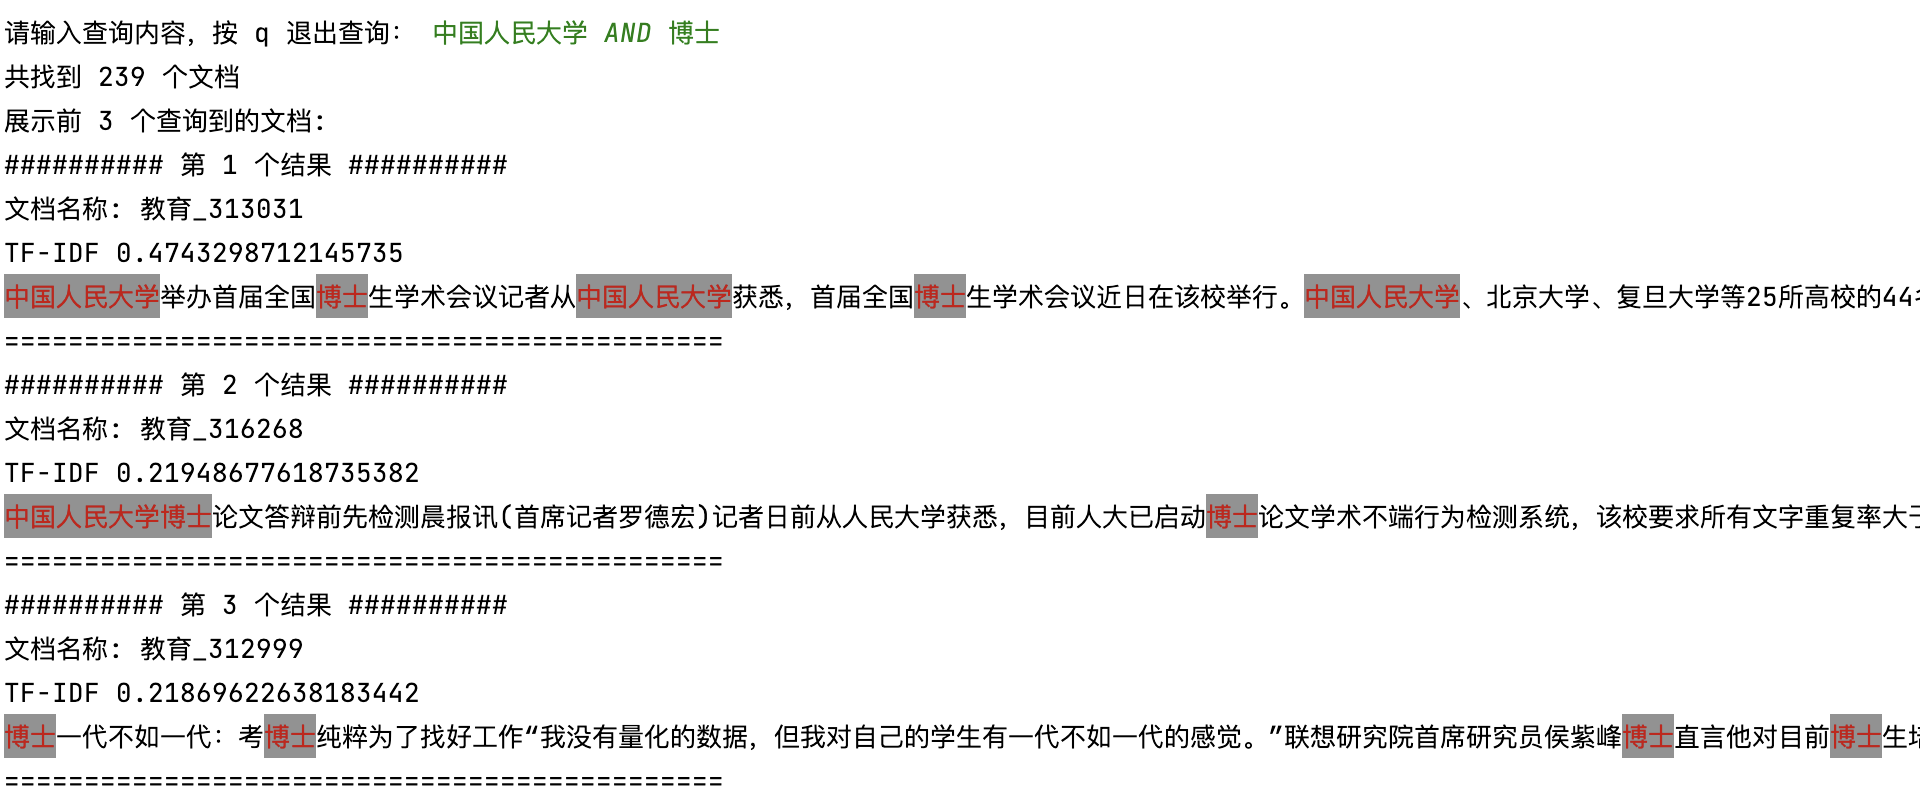 请输入查询内容，按 q 退出查询： 中国人民大学 AND 博士
共找到 239 个文档
展示前 3 个查询到的文档:
########## 第 1 个结果 ##########
文档名称: 教育_313031
TF-IDF 0.4743298712145735
中国人民大学举办首届全国博士生学术会议记者从中国人民大学获悉，首届全国博士生学术会议近日在该校举行。中国人民大学、北京大学、复旦大学等25所高校的44
=============================================
########## 第 2 个结果 ##########
文档名称: 教育_316268
TF-IDF 0.21948677618735382
中国人民大学博士论文答辩前先检测晨报讯(首席记者罗德宏)记者日前从人民大学获悉，目前人大已启动博士论文学术不端行为检测系统，该校要求所有文字重复率大于
=============================================
########## 第 3 个结果 ##########
文档名称: 教育_312999
TF-IDF 0.21869622638183442
博士一代不如一代：考博士纯粹为了找好工作“我没有量化的数据，但我对自己的学生有一代不如一代的感觉。”联想研究院首席研究员侯紫峰博士直言他对目前博士生
=============================================